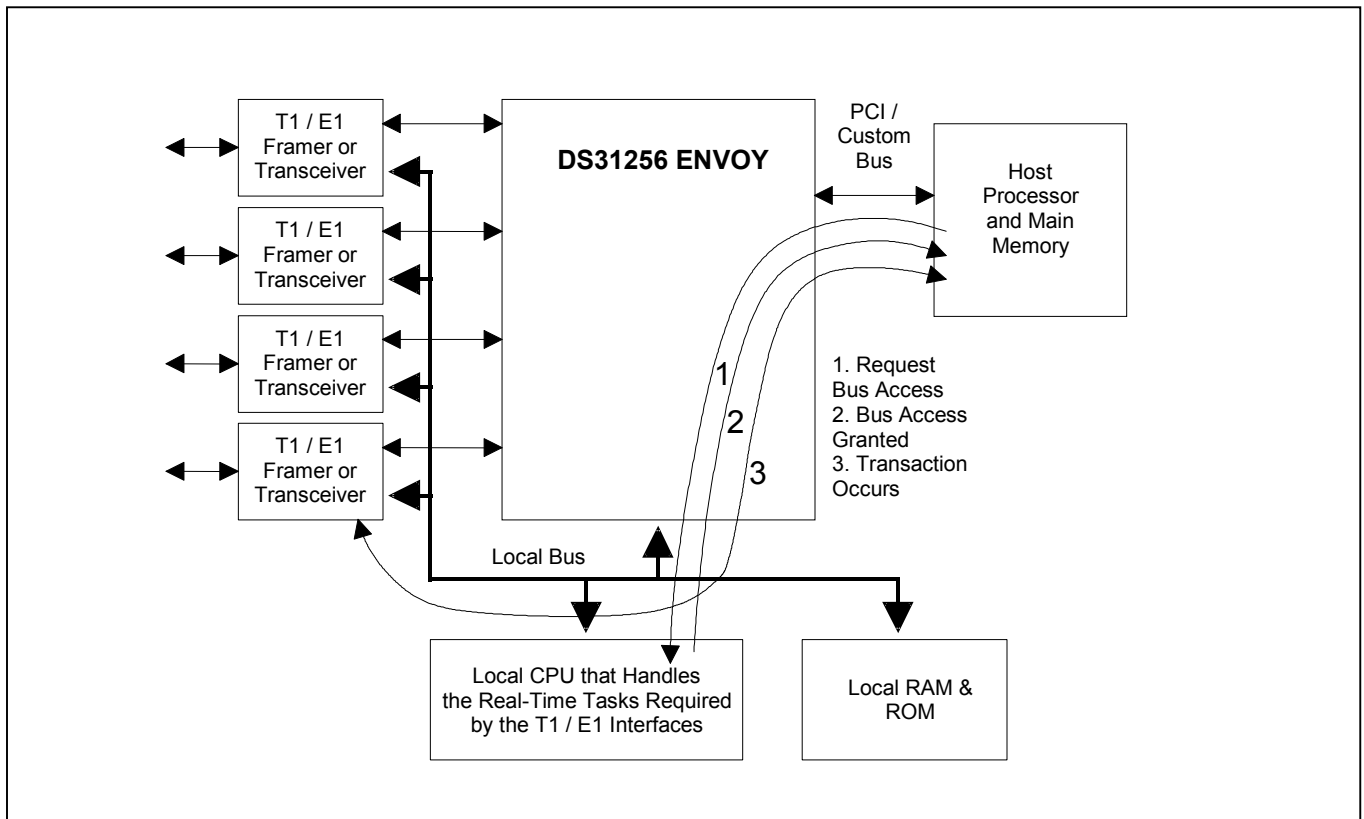 T1 / E1
Framer or
Transceiver
T1 / E1
Framer or
Transceiver
T1 / E1
Framer or
Transceiver
T1 / E1
Framer or
Transceiver
DS31256 ENVOY
PCI /
Custom
Bus
Host
Processor
and Main
Memory
1
2
3
1. Request
Bus Access
2. Bus Access
Granted
3. Transaction
Occurs
Local Bus
Local CPU that Handles
the Real-Time Tasks Required
by the T1 / E1 Interfaces
Local RAM &
ROM